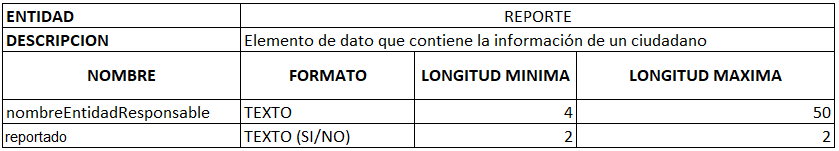 ENTIDAD REPORTE
DESCRIPCION Elemento de dato que contiene la información de un ciudadano
NOMBRE FORMATO LONGITUD MINIMA LONGITUD MAXIMA
nombreEntidadResponsable TEXTO 4 50
reportado TEXTO (SI/NO) 2 2